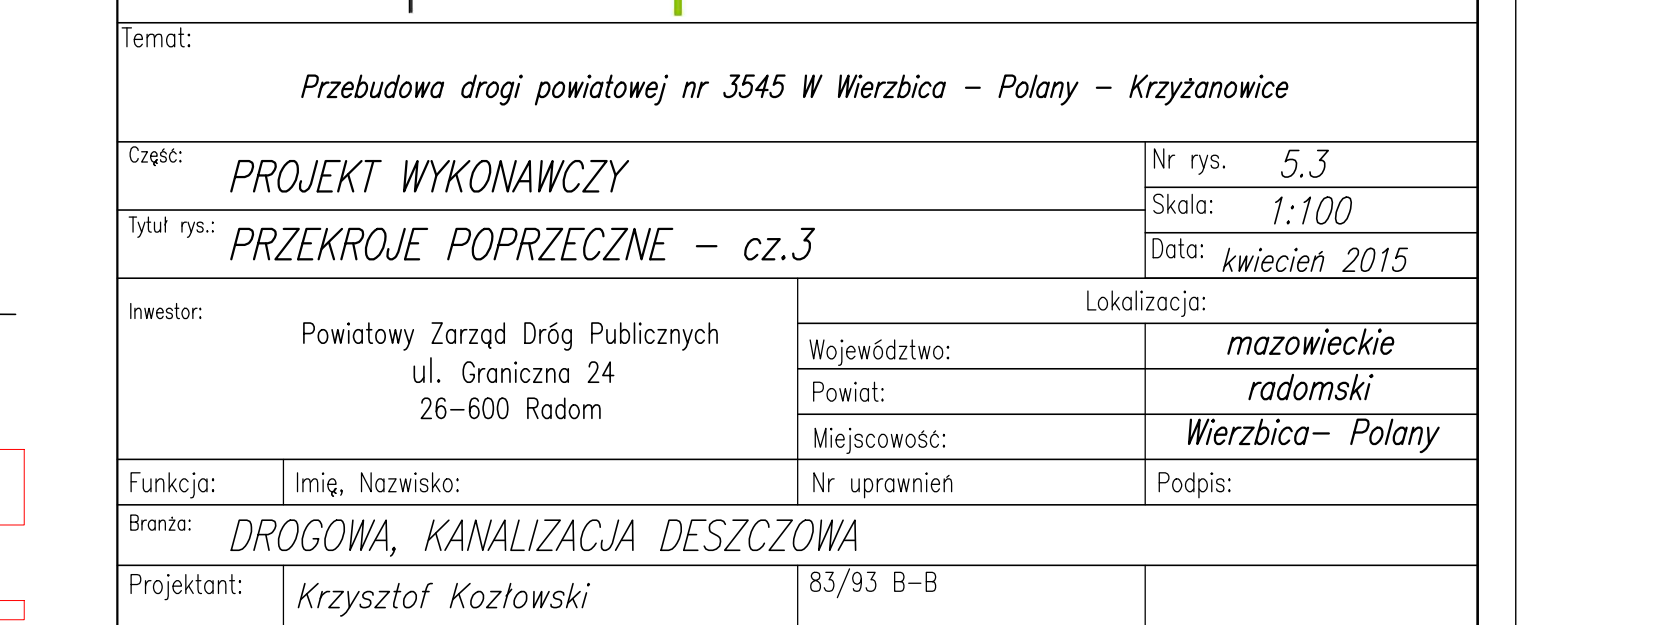 Temat:
Przebudowa drogi powiatowej nr 3545 W Wierzbica – Polany – Krzyżanowice
Część: PROJEKT WYKONAWCZY
Nr rys. 5.3
Skala: 1:100
Tytuł rys.: PRZEKROJE POPRZECZNE – cz.3
Data: kwiecień 2015
Inwestor:
Powiatowy Zarząd Dróg Publicznych
ul. Graniczna 24
26–600 Radom
Lokalizacja:
Województwo: mazowieckie
Powiat: radomski
Miejscowość: Wierzbica– Polany
Funkcja: Imię, Nazwisko: Nr uprawnień Podpis:
Branża: DROGOWA, KANALIZACJA DESZCZOWA
Projektant: Krzysztof Kozłowski 83/93 B–B